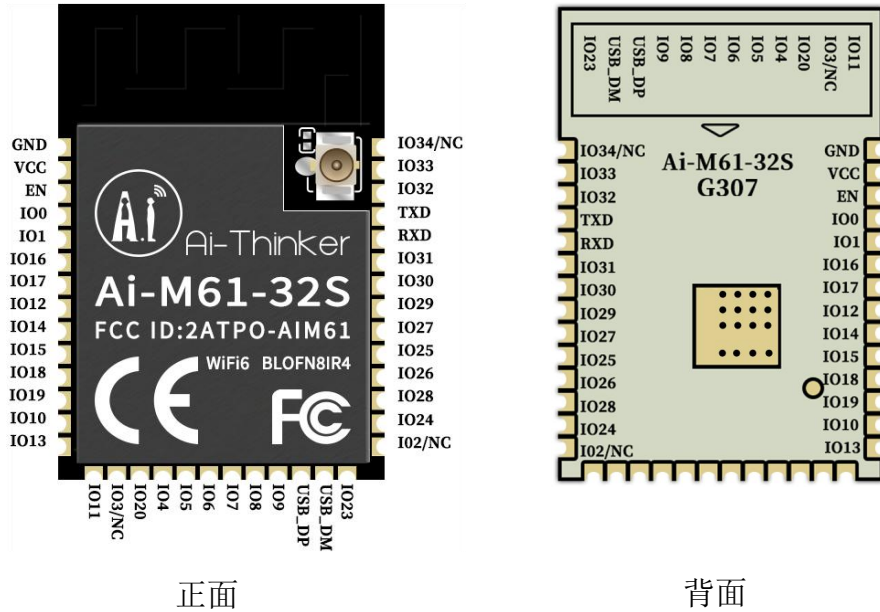 GND
VCC
EN
IO0
IO1
IO16
IO17
IO12
IO14
IO15
IO18
IO19
IO10
IO13
Ai
Ai-Thinker
Ai-M61-32S
FCC ID:2ATPO-AIM61
WiFi6 BLOFN8IR4
CE
FC
IO34/NC
IO33
IO32
TXD
RXD
IO31
IO30
IO29
IO27
IO25
IO26
IO28
IO24
I02/NC
IO11
IO3/NC
IO20
IO4
IO5
IO6
IO7
IO8
IO9
USB_DP
USB_DM
IO23
正面
IO23
USB_DM
USB_DP
IO9
IO8
IO7
IO6
IO5
IO4
IO20
IO3/NC
IO11
IO34/NC
IO33
IO32
TXD
RXD
IO31
IO30
IO29
IO27
IO25
IO26
IO28
IO24
I02/NC
Ai-M61-32S
G307
GND
VCC
EN
IO0
IO1
IO16
IO17
IO12
IO14
IO15
IO18
IO19
IO10
IO13
背面